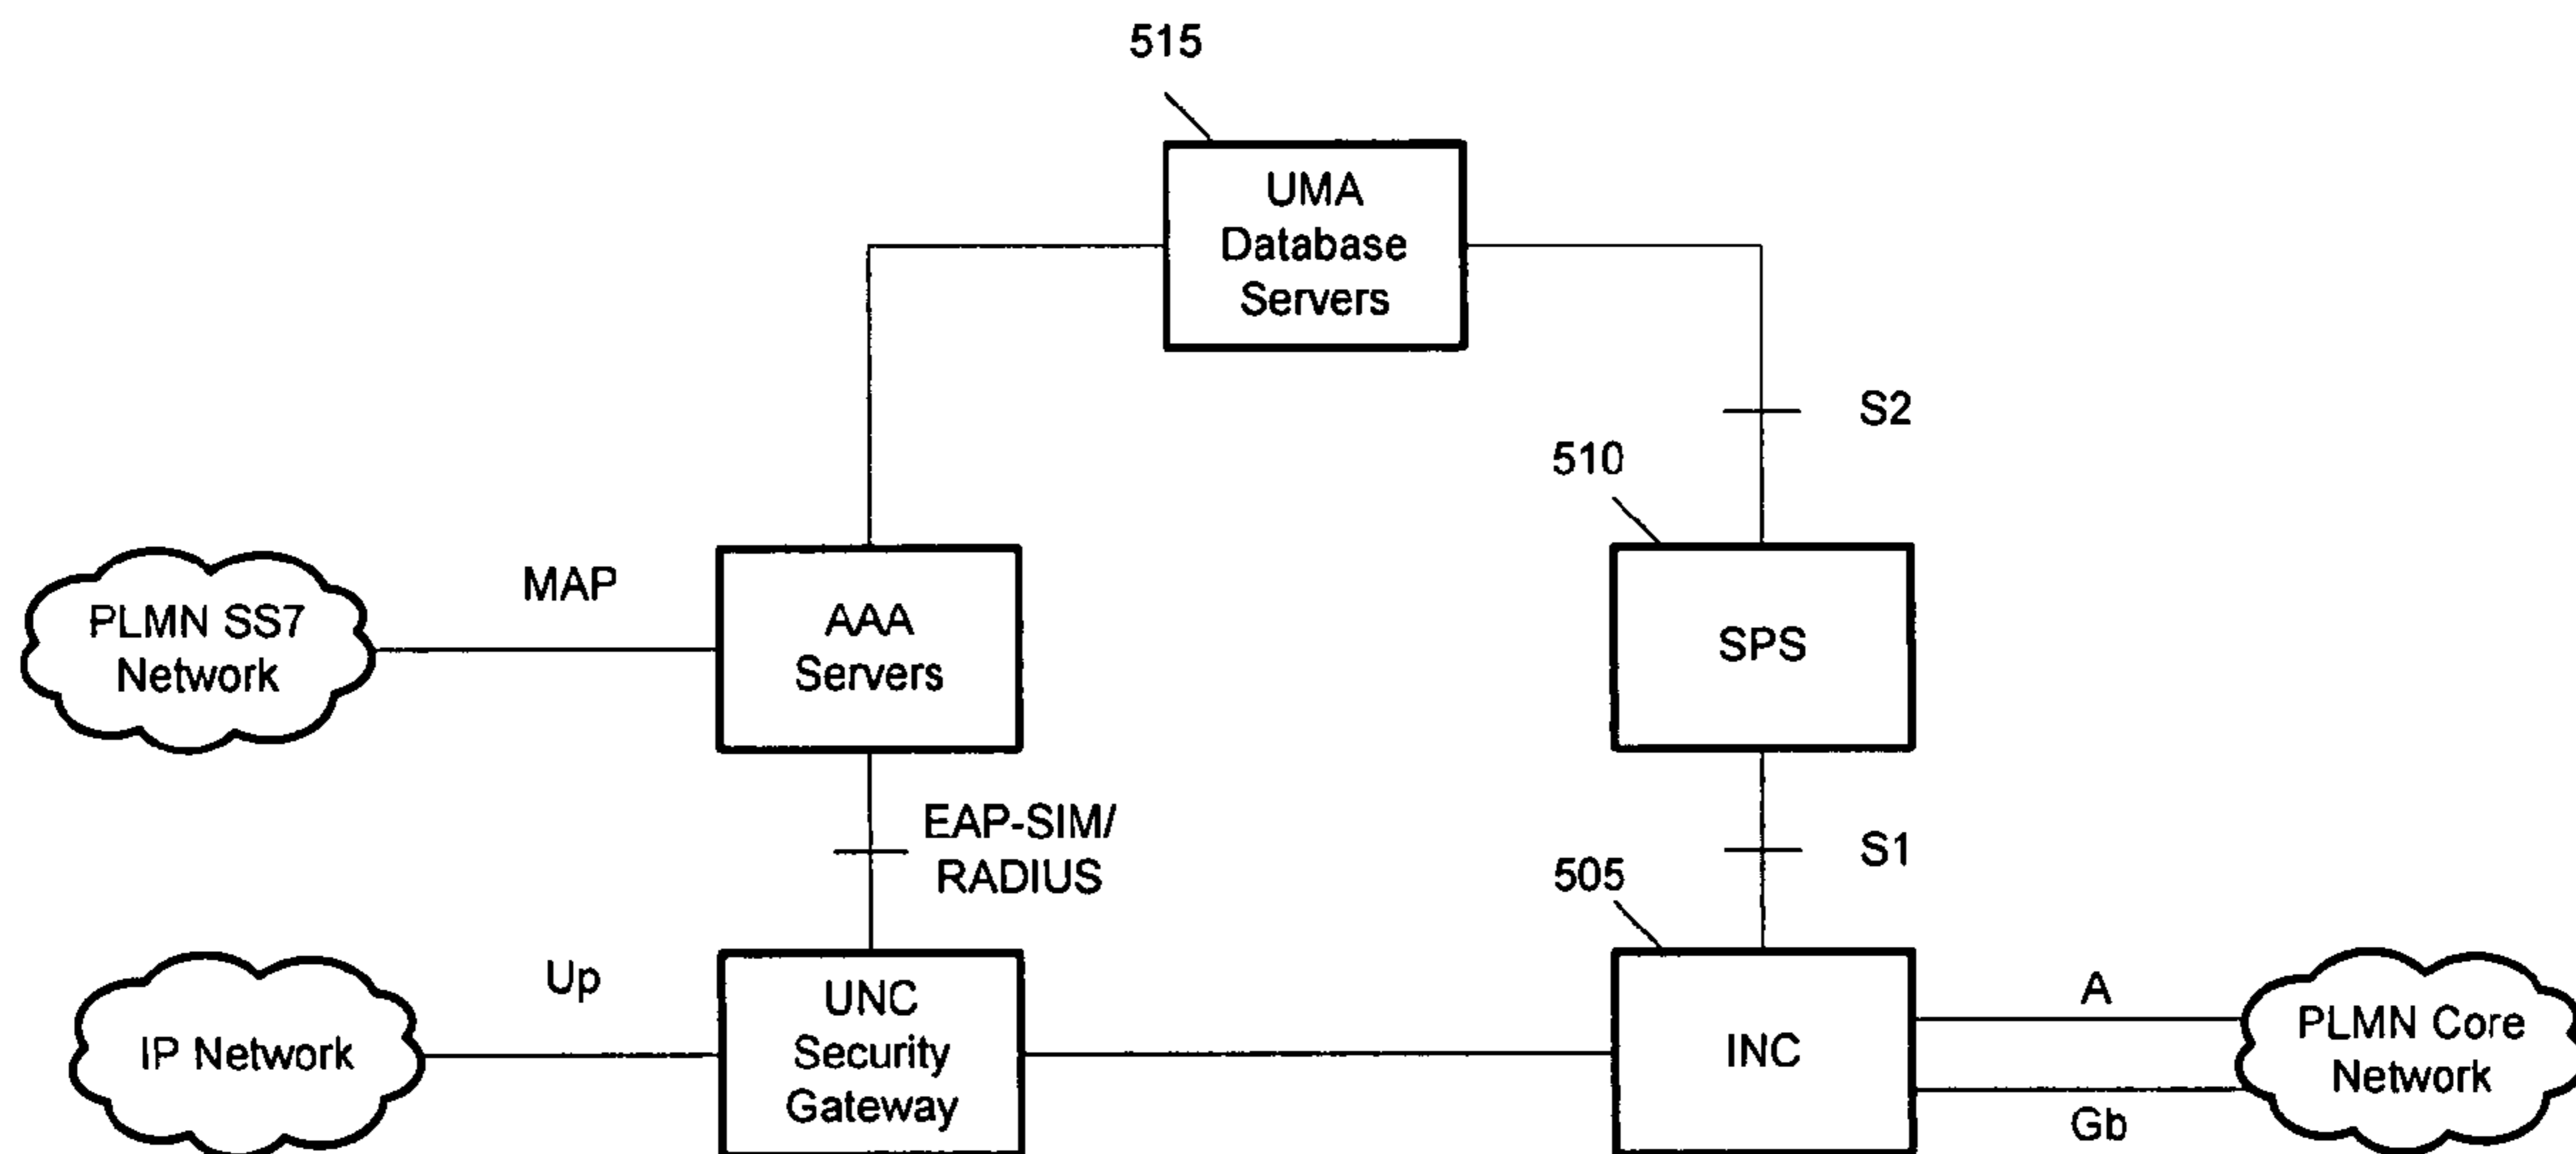 515
UMA
Database
Servers
S2
510
PLMN SS7
Network
MAP
AAA
Servers
SPS
EAP-SIM/
RADIUS
S1
505
IP Network
Up
UNC
Security
Gateway
INC
A
Gb
PLMN Core
Network